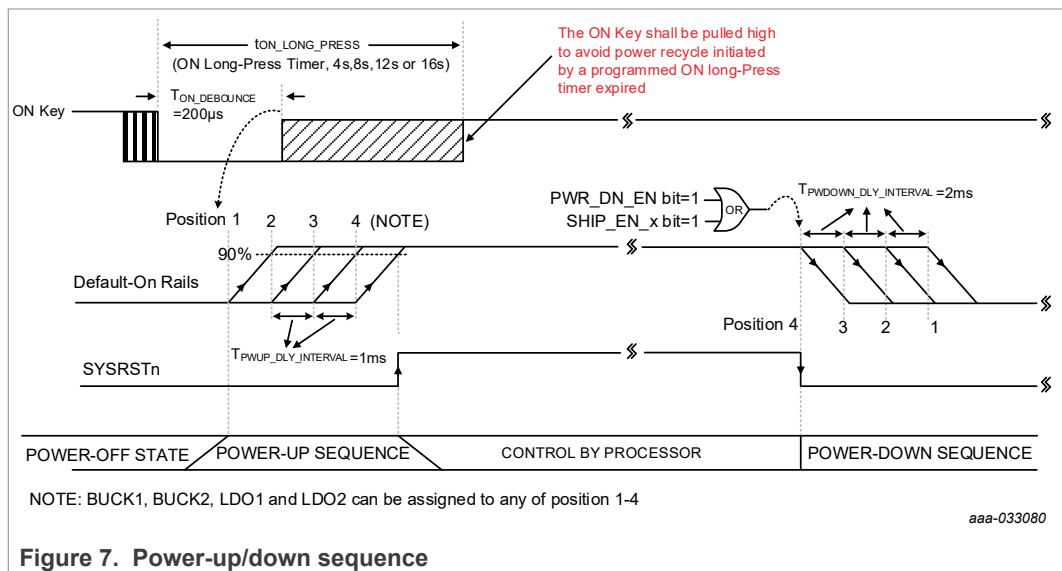 tON_LONG_PRESS
(ON Long-Press Timer, 4s,8s,12s or 16s)
The ON Key shall be pulled high
to avoid power recycle initiated
by a programmed ON long-Press
timer expired
TON_DEBOUNCE
=200µs
ON Key
PWR_DN_EN bit=1
SHIP_EN_x bit=1
OR
TPWDOWN_DLY_INTERVAL=2ms
Position 1 2 3 4 (NOTE)
90%
Default-On Rails
Position 4 3 2 1
TPWUP_DLY_INTERVAL=1ms
SYSRSTn
POWER-OFF STATE POWER-UP SEQUENCE CONTROL BY PROCESSOR POWER-DOWN SEQUENCE
NOTE: BUCK1, BUCK2, LDO1 and LDO2 can be assigned to any of position 1-4
aaa-033080
Figure 7. Power-up/down sequence